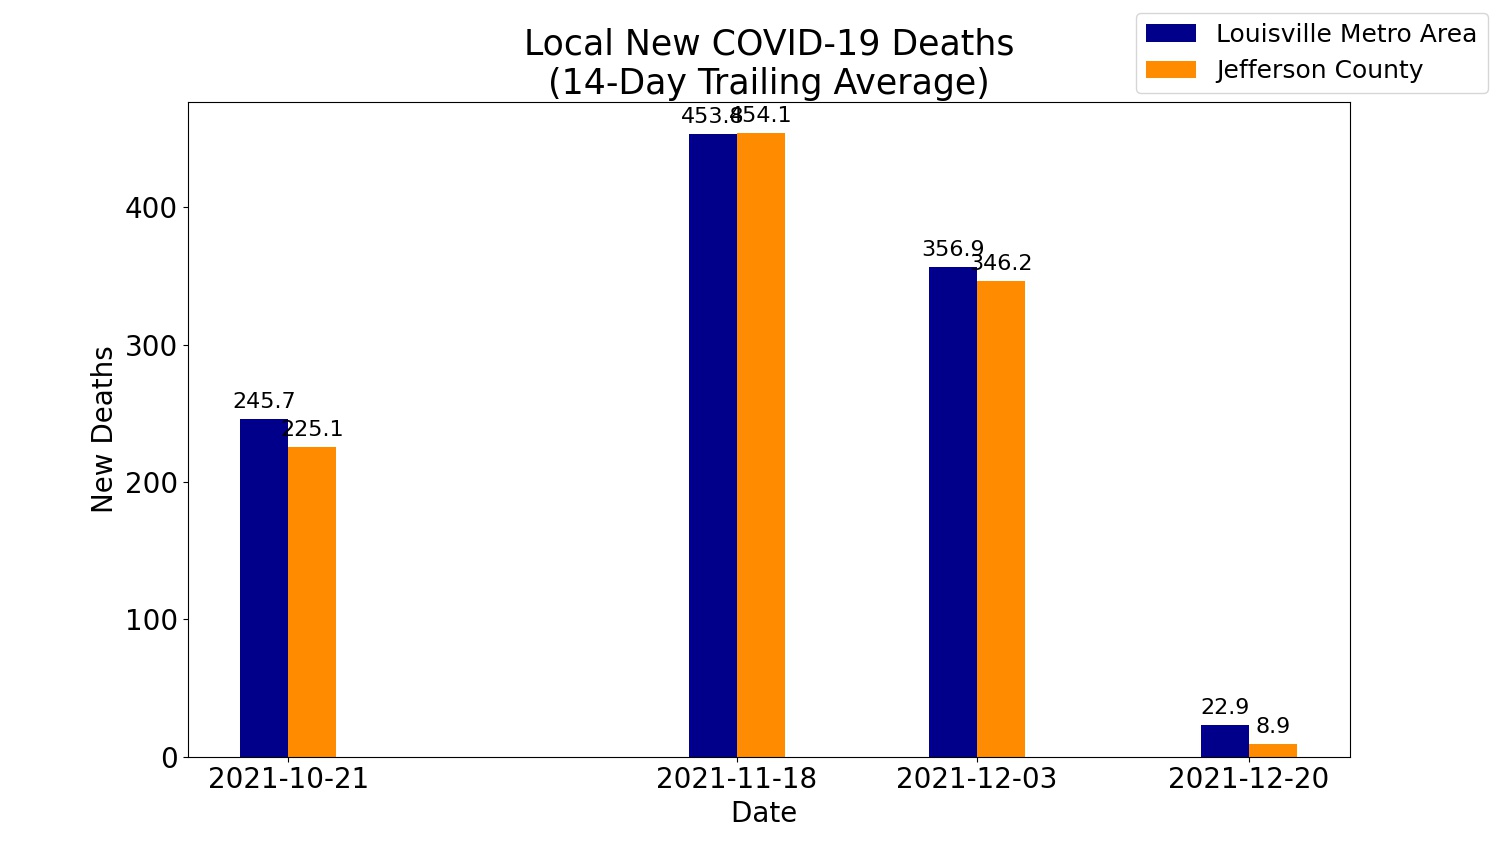 Local New COVID-19 Deaths
(14-Day Trailing Average)
Louisville Metro Area
Jefferson County
New Deaths
400
300
200
100
0
245.7
225.1
453.8
454.1
356.9
346.2
22.9
8.9
2021-10-21
2021-11-18
2021-12-03
2021-12-20
Date